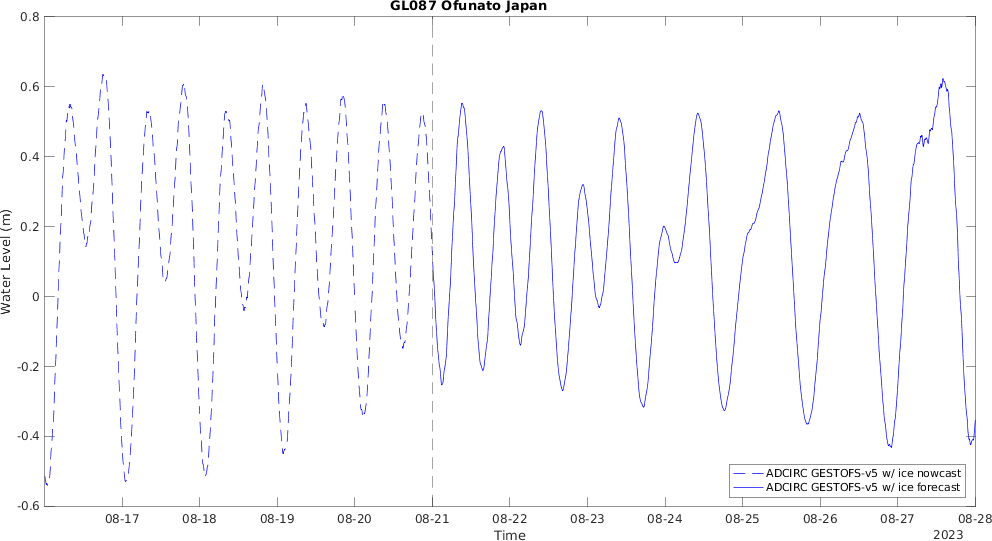 GL087 Ofunato Japan
0.8
0.6
0.4
0.2
0
-0.2
-0.4
-0.6
Water Level (m)
08-17 08-18 08-19 08-20 08-21 08-22 08-23 08-24 08-25 08-26 08-27 08-28
Time
2023
ADCIRC GESTOFS-v5 w/ ice nowcast
ADCIRC GESTOFS-v5 w/ ice forecast